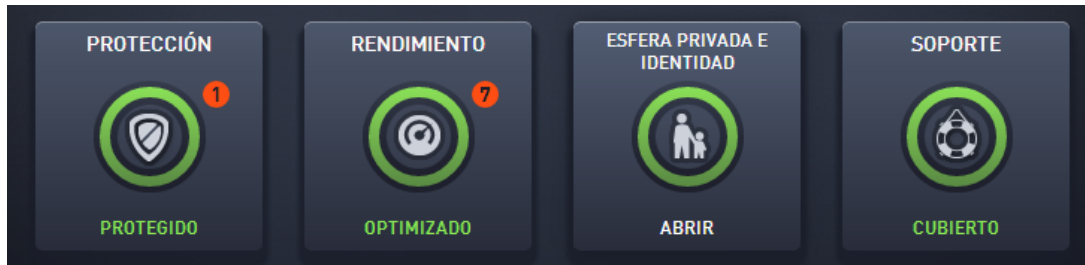 PROTECCIÓN
1
PROTEGIDO
RENDIMIENTO
7
OPTIMIZADO
ESFERA PRIVADA E
IDENTIDAD
ABRIR
SOPORTE
CUBIERTO